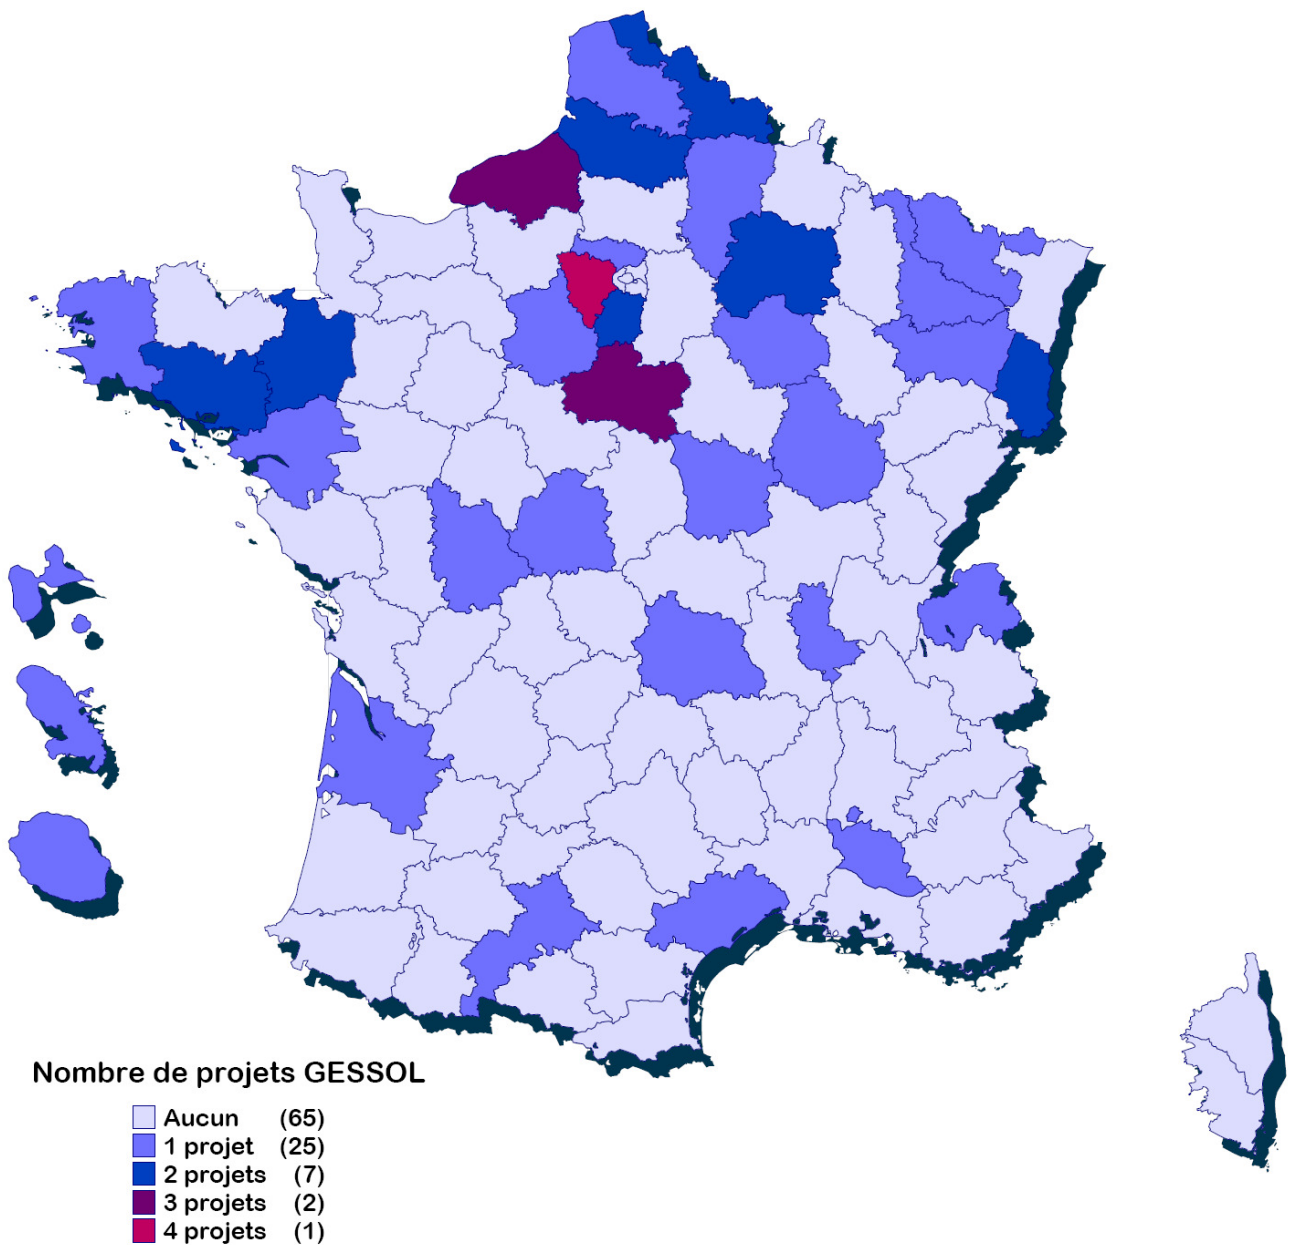 Nombre de projets GESSOL
Aucun (65)
1 projet (25)
2 projets (7)
3 projets (2)
4 projets (1)